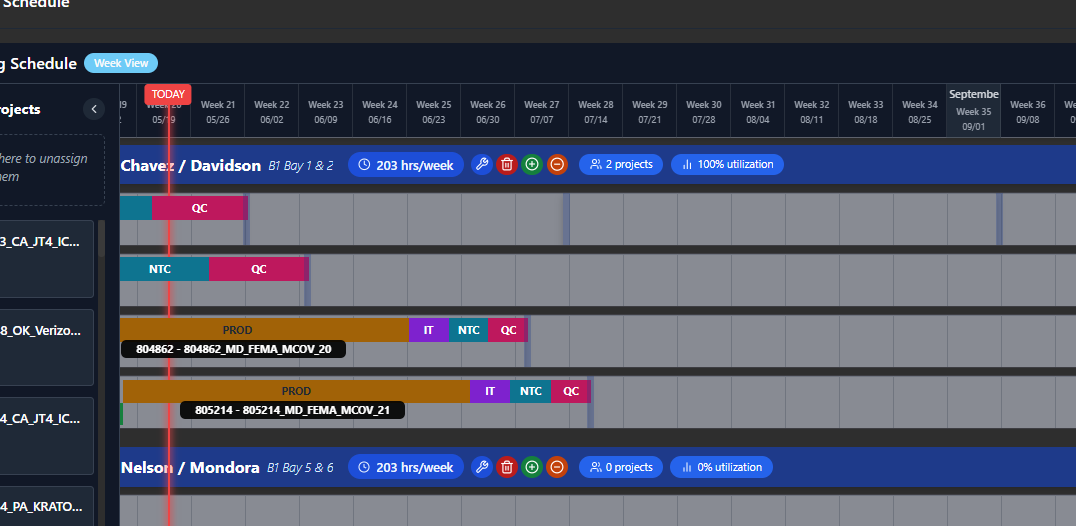 Schedule
g Schedule Week View
rojects
here to unassign
hem
3_CA_JT4_IC...
8_OK_Verizo...
4_CA_JT4_IC...
4_PA_KRATO...
TODAY
19
2
Week 20
05/19
Week 21
05/26
Week 22
06/02
Week 23
06/09
Week 24
06/16
Week 25
06/23
Week 26
06/30
Week 27
07/07
Week 28
07/14
Week 29
07/21
Week 30
07/28
Week 31
08/04
Week 32
08/11
Week 33
08/18
Week 34
08/25
Septembe
Week 35
09/01
Week 36
09/08
09
Chavez / Davidson B1 Bay 1 & 2 203 hrs/week 2 projects 100% utilization
QC
NTC QC
PROD IT NTC QC
804862 - 804862_MD_FEMA_MCOV_20
PROD IT NTC QC
805214 - 805214_MD_FEMA_MCOV_21
Nelson / Mondora B1 Bay 5 & 6 203 hrs/week 0 projects 0% utilization